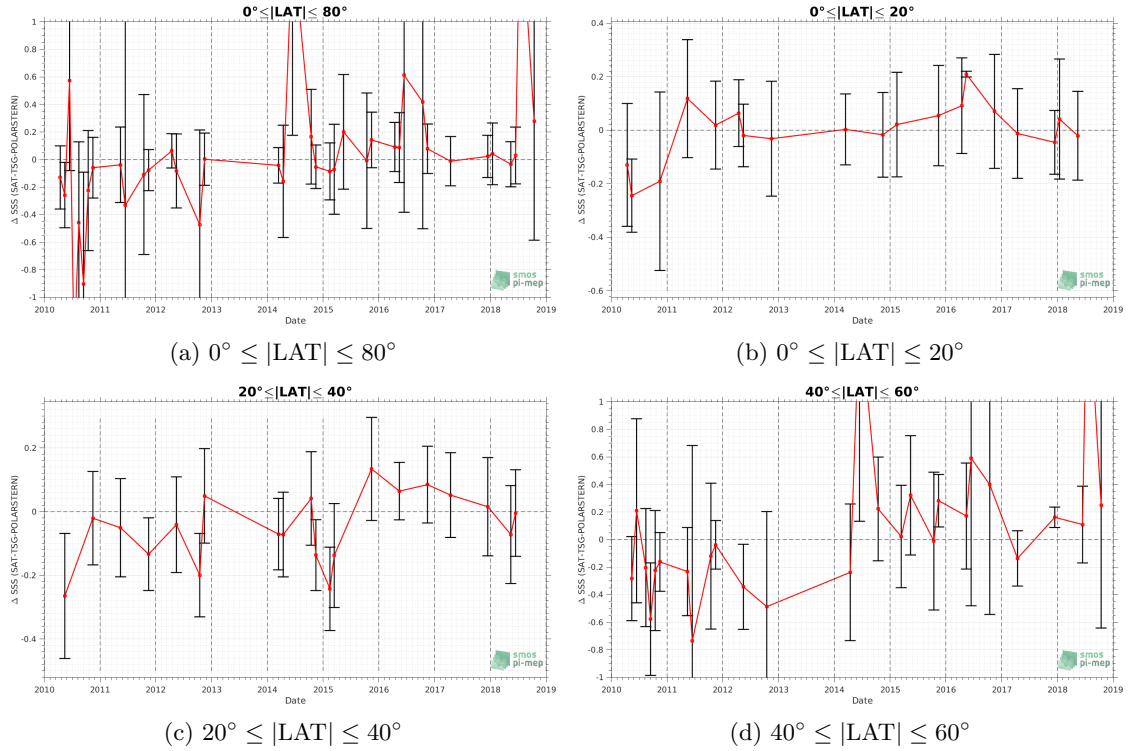 0°≤|LAT|≤ 80°
Δ SSS (SAT-TSG-POLARSTERN)
1
0.8
0.6
0.4
0.2
0
-0.2
-0.4
-0.6
-0.8
-1
2010 2011 2012 2013 2014 2015 2016 2017 2018 2019
Date
smos
pi-mep
(a) 0° ≤ |LAT| ≤ 80°
0°≤|LAT|≤ 20°
Δ SSS (SAT-TSG-POLARSTERN)
0.4
0.2
0
-0.2
-0.4
-0.6
2010 2011 2012 2013 2014 2015 2016 2017 2018 2019
Date
smos
pi-mep
(b) 0° ≤ |LAT| ≤ 20°
20°≤|LAT|≤ 40°
Δ SSS (SAT-TSG-POLARSTERN)
0.2
0
-0.2
-0.4
2010 2011 2012 2013 2014 2015 2016 2017 2018 2019
Date
smos
pi-mep
(c) 20° ≤ |LAT| ≤ 40°
40°≤|LAT|≤ 60°
Δ SSS (SAT-TSG-POLARSTERN)
1
0.8
0.6
0.4
0.2
0
-0.2
-0.4
-0.6
-0.8
-1
2010 2011 2012 2013 2014 2015 2016 2017 2018 2019
Date
smos
pi-mep
(d) 40° ≤ |LAT| ≤ 60°